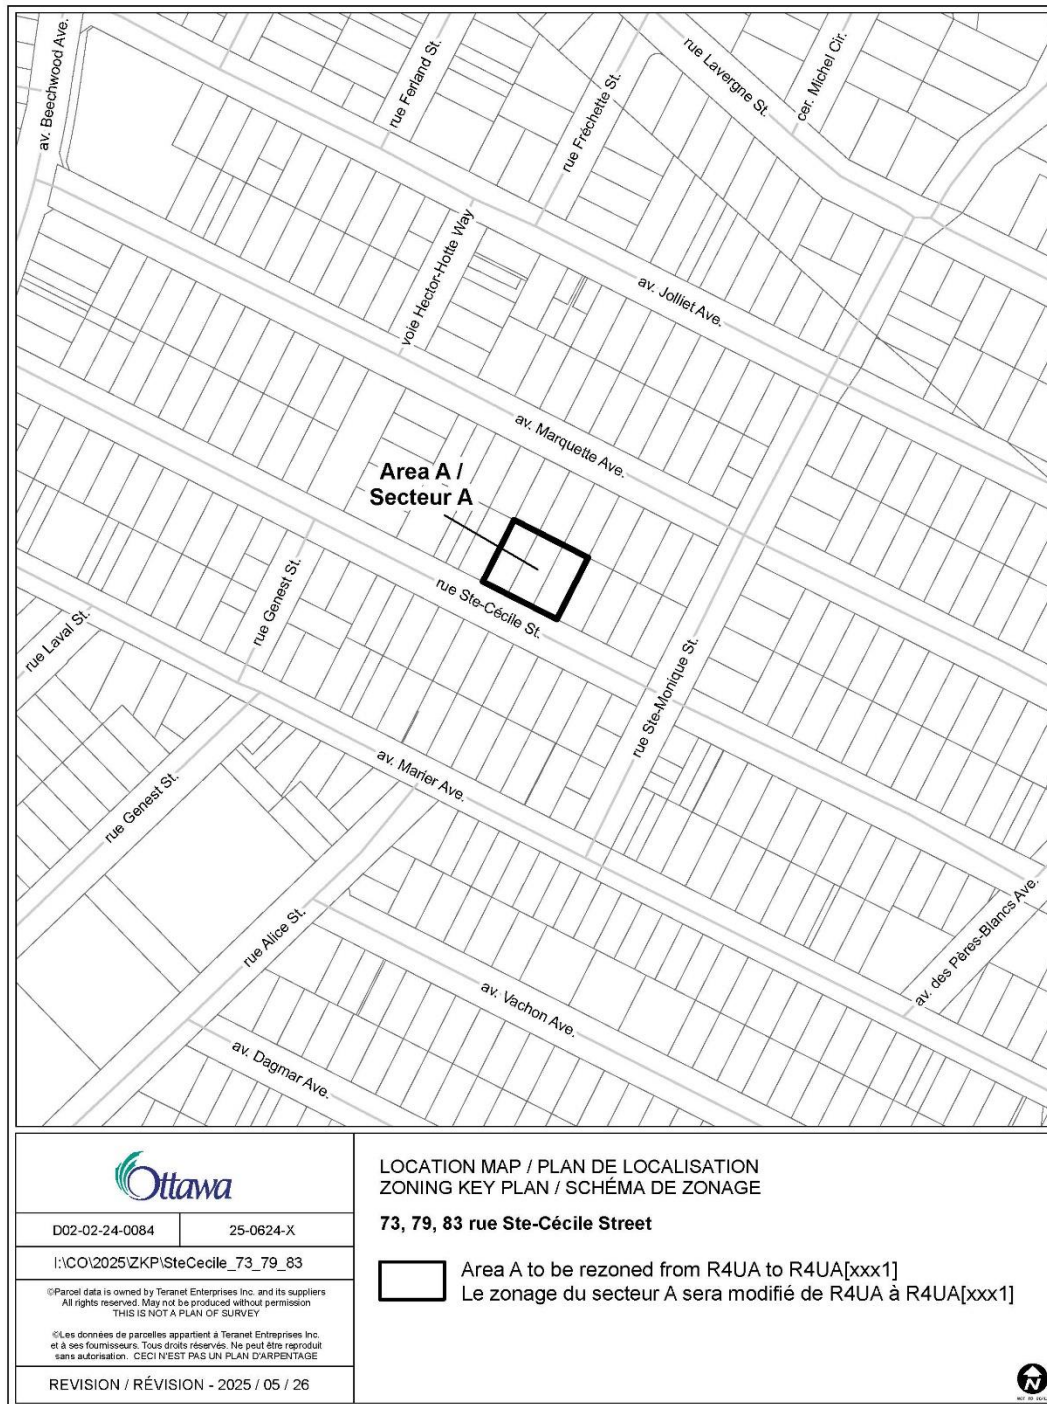 av. Beechwood Ave.
rue Ferland St.
rue Fréchette St.
rue Lavergne St.
cer. Michel Cir.
voie Hector-Hotte Way
av. Jolliet Ave.
av. Marquette Ave.
Area A /
Secteur A
rue Ste-Cécile St.
rue Genest St.
rue Laval St.
rue Ste-Monique St.
av. Marier Ave.
rue Genest St.
rue Alice St.
av. des Pères-Blancs Ave.
av. Vachon Ave.
av. Dagmar Ave.
Ottawa
D02-02-24-0084
25-0624-X
I:\CO\2025\ZKP\SteCecile_73_79_83
©Parcel data is owned by Teranet Enterprises Inc. and its suppliers
All rights reserved. May not be produced without permission
THIS IS NOT A PLAN OF SURVEY
©Les données de parcelles appartient à Teranet Entreprises Inc.
et à ses fournisseurs. Tous droits réservés. Ne peut être reproduit
sans autorisation. CECI N'EST PAS UN PLAN D'ARPENTAGE
REVISION / RÉVISION - 2025 / 05 / 26
LOCATION MAP / PLAN DE LOCALISATION
ZONING KEY PLAN / SCHÉMA DE ZONAGE
73, 79, 83 rue Ste-Cécile Street
Area A to be rezoned from R4UA to R4UA[xxx1]
Le zonage du secteur A sera modifié de R4UA à R4UA[xxx1]
N